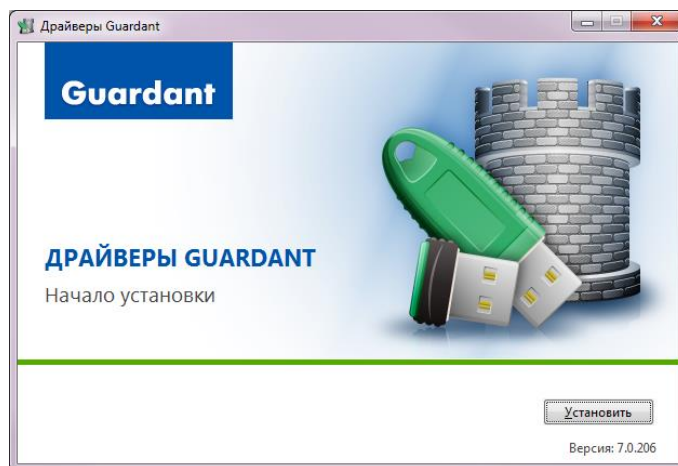 Драйверы Guardant
Guardant
ДРАЙВЕРЫ GUARDANT
Начало установки
Установить
Версия: 7.0.206